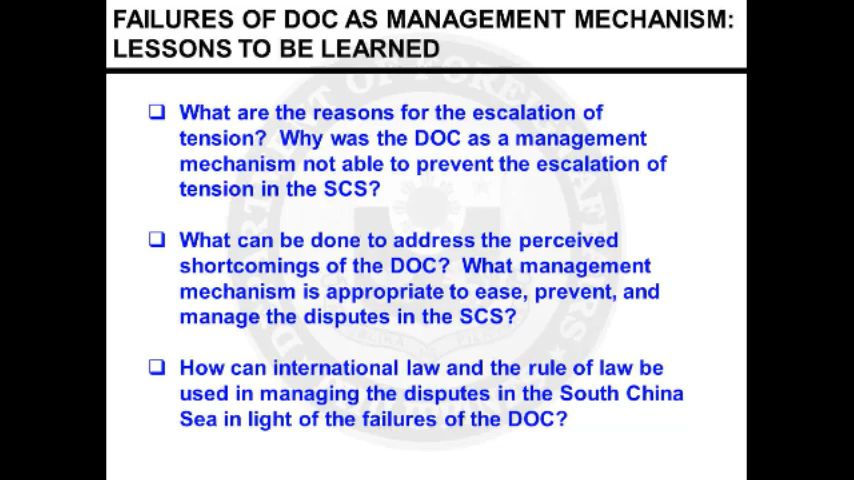 FAILURES OF DOC AS MANAGEMENT MECHANISM:
LESSONS TO BE LEARNED
What are the reasons for the escalation of
tension? Why was the DOC as a management
mechanism not able to prevent the escalation of
tension in the SCS?
What can be done to address the perceived
shortcomings of the DOC? What management
mechanism is appropriate to ease, prevent, and
manage the disputes in the SCS?
How can international law and the rule of law be
used in managing the disputes in the South China
Sea in light of the failures of the DOC?